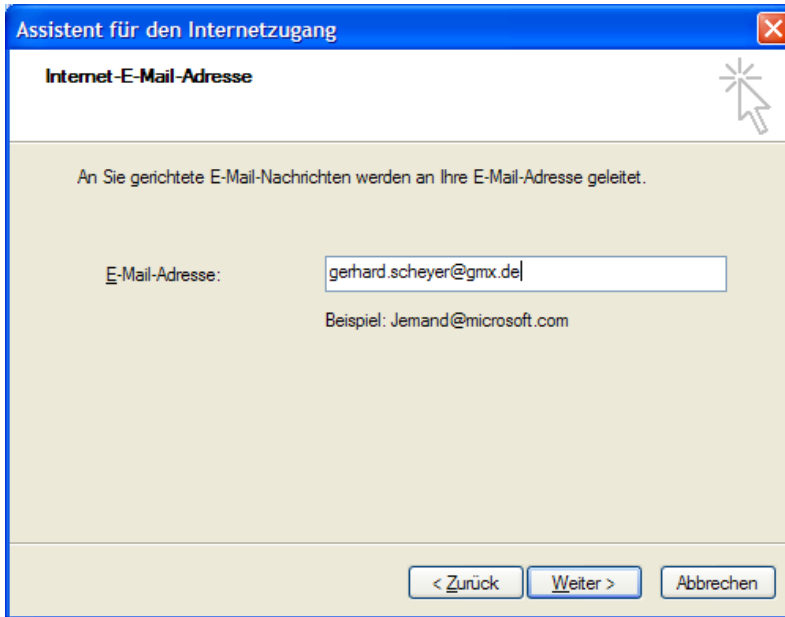 Assistent für den Internetzugang
Internet-E-Mail-Adresse
An Sie gerichtete E-Mail-Nachrichten werden an Ihre E-Mail-Adresse geleitet.
E-Mail-Adresse: gerhard.scheyer@gmx.de
Beispiel: Jemand@microsoft.com
< Zurück Weiter > Abbrechen